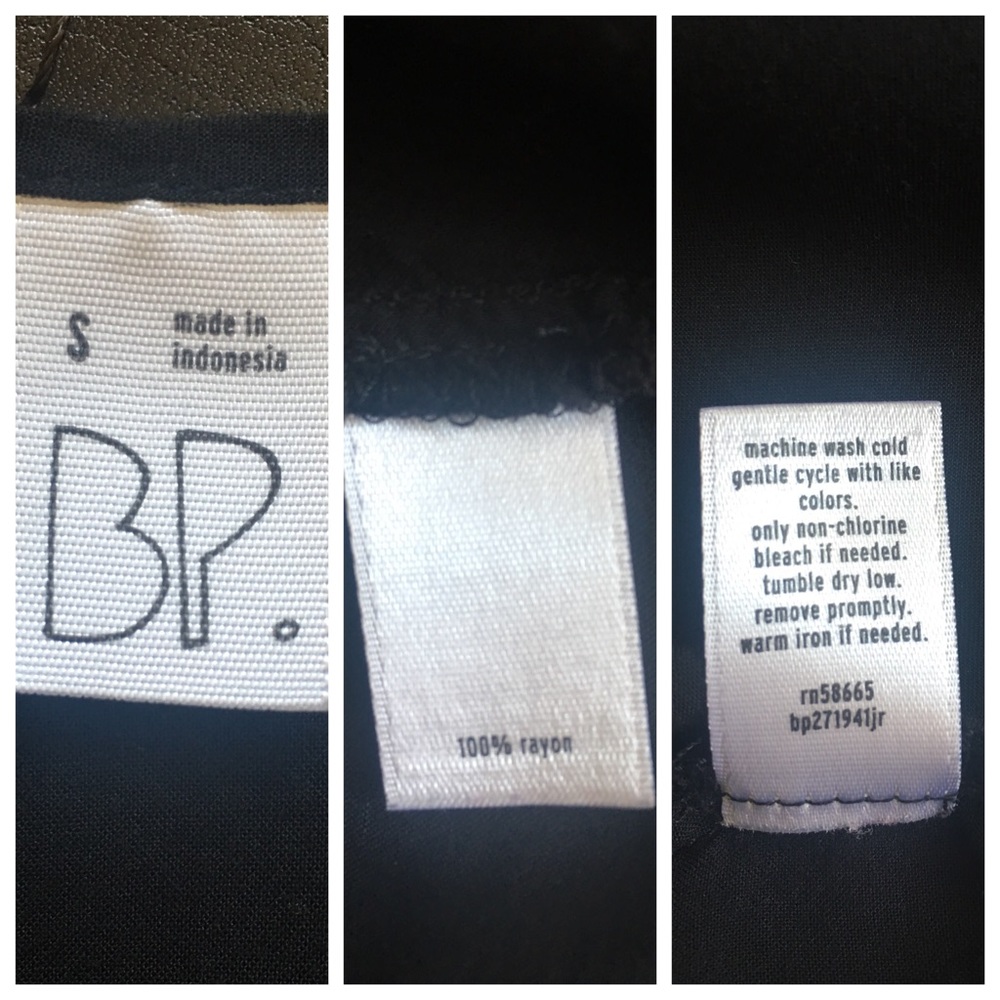 S
made in
indonesia
BP.
100% rayon
machine wash cold
gentle cycle with like
colors.
only non-chlorine
bleach if needed.
tumble dry low.
remove promptly.
warm iron if needed.
rn58665
bp271941jr